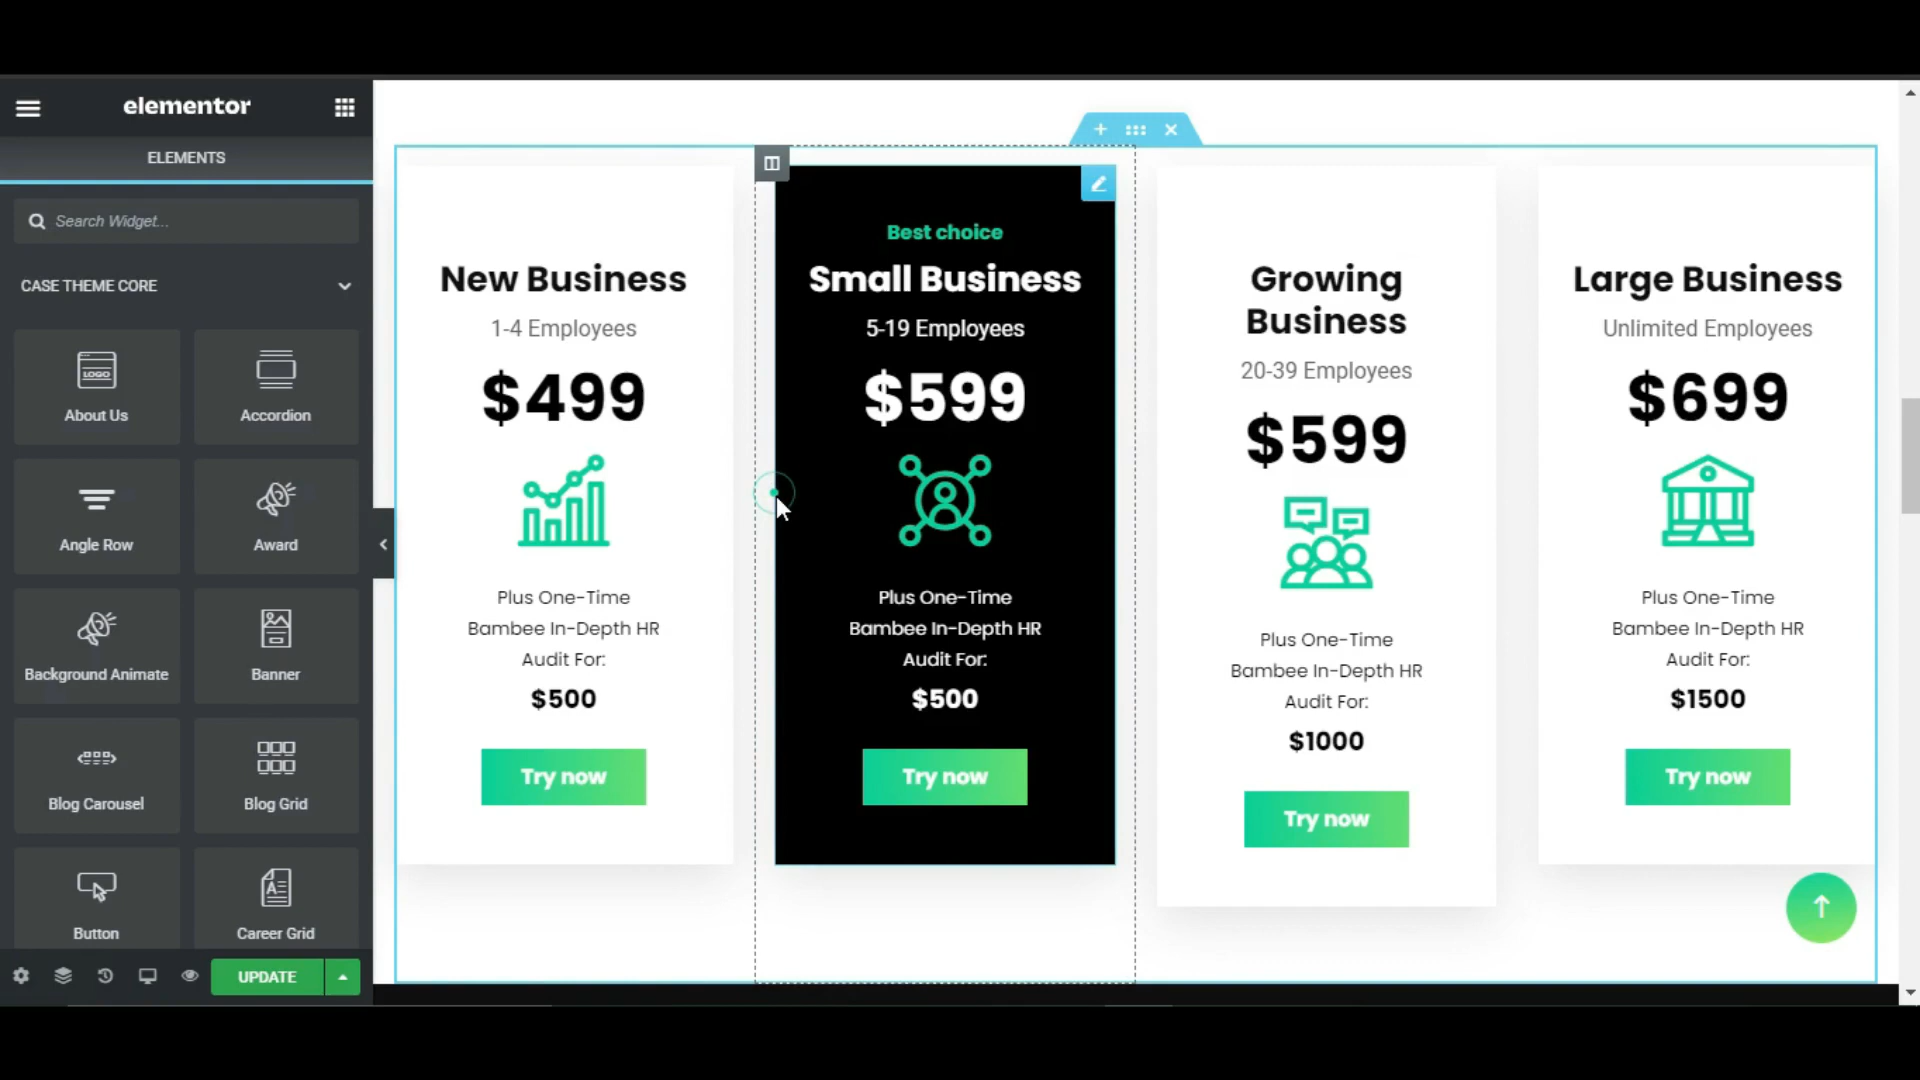 elementor
ELEMENTS
Search Widget...
CASE THEME CORE
LOGO
About Us
Accordion
Angle Row
Award
Background Animate
Banner
Blog Carousel
Blog Grid
Button
A
Career Grid
UPDATE
New Business
1-4 Employees
$499
Plus One-Time
Bambee In-Depth HR
Audit For:
$500
Try now
Best choice
Small Business
5-19 Employees
$599
Plus One-Time
Bambee In-Depth HR
Audit For:
$500
Try now
Growing
Business
20-39 Employees
$599
Plus One-Time
Bambee In-Depth HR
Audit For:
$1000
Try now
Large Business
Unlimited Employees
$699
Plus One-Time
Bambee In-Depth HR
Audit For:
$1500
Try now